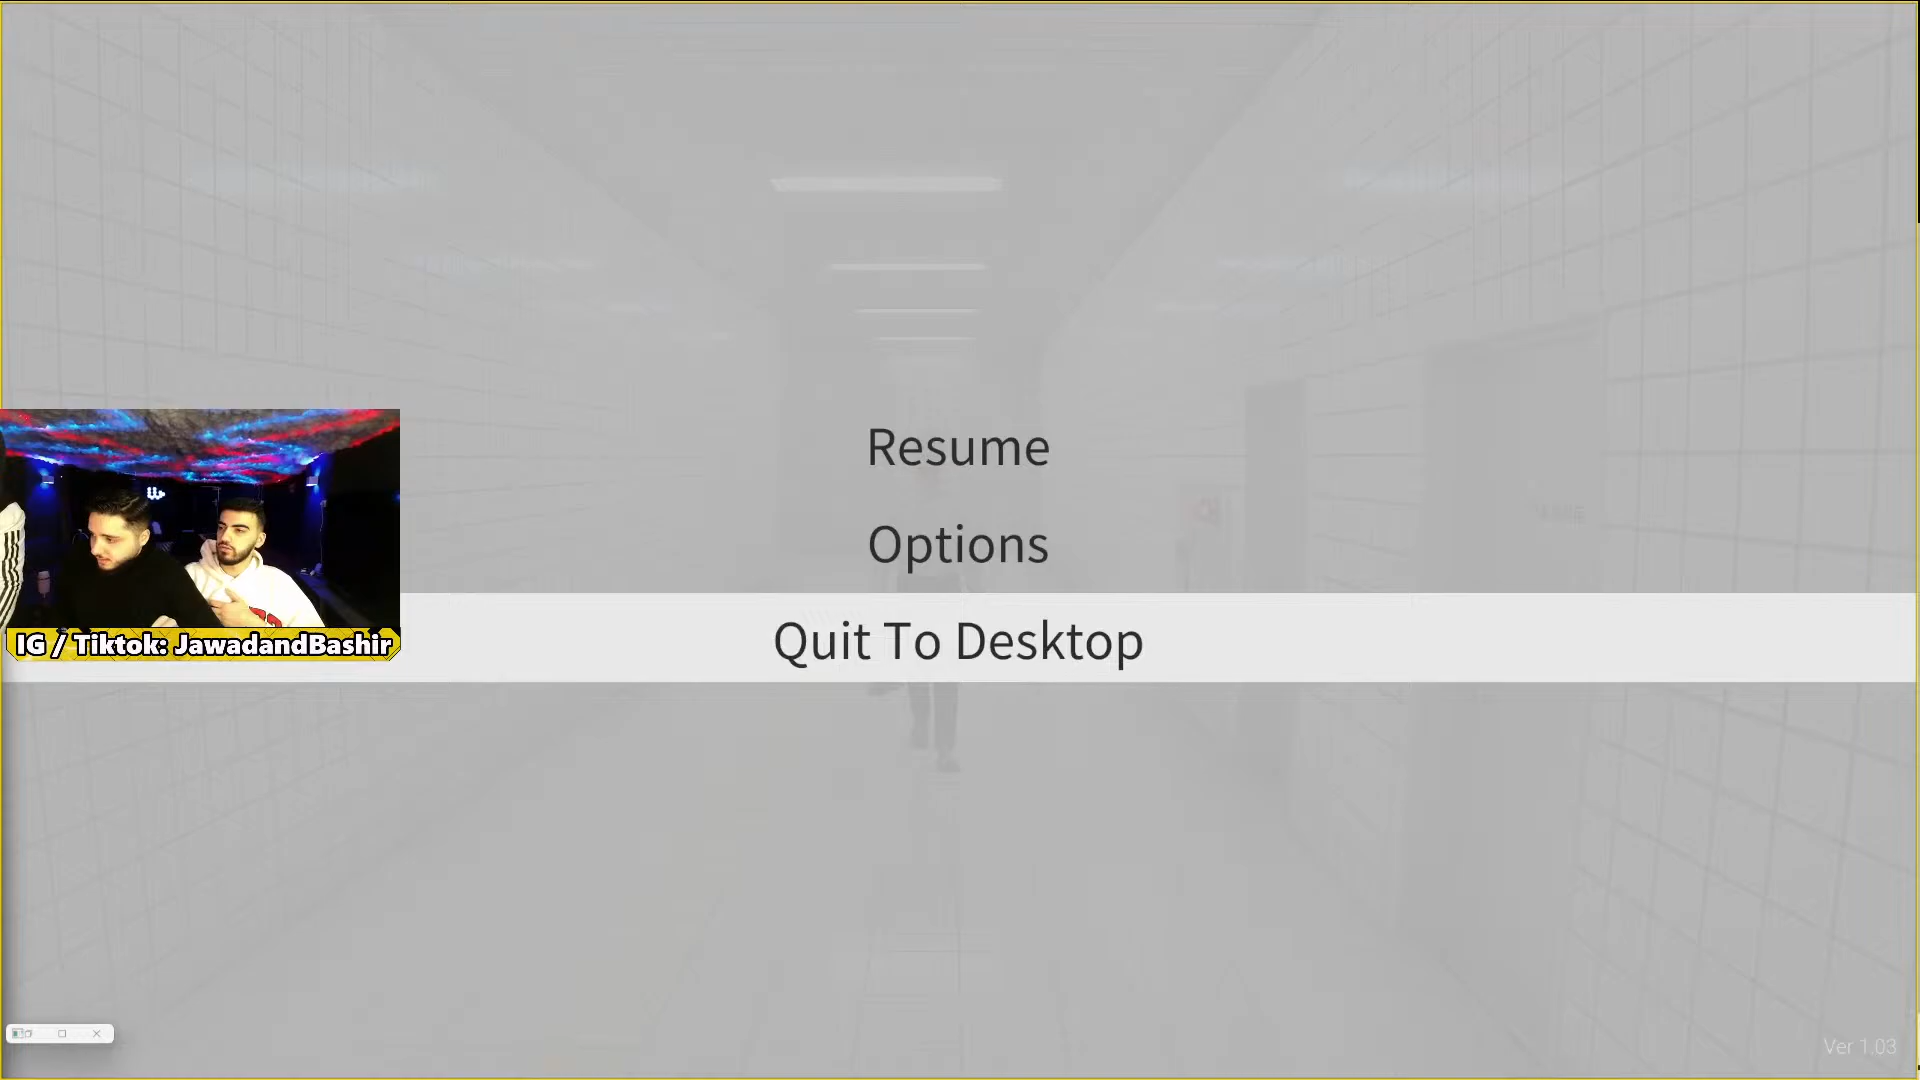 Resume
Options
Quit To Desktop
IG / Tiktok: JawadandBashir
Ver 1.03